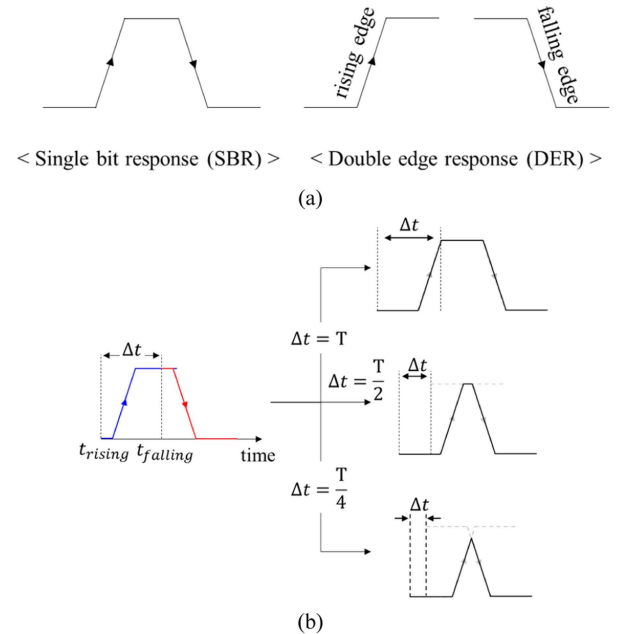 rising edge
falling edge
< Single bit response (SBR) > < Double edge response (DER) >
(a)
Δt
Δt = T
Δt = T/2
Δt
Δt
t_rising t_falling time
Δt = T/4
Δt
(b)